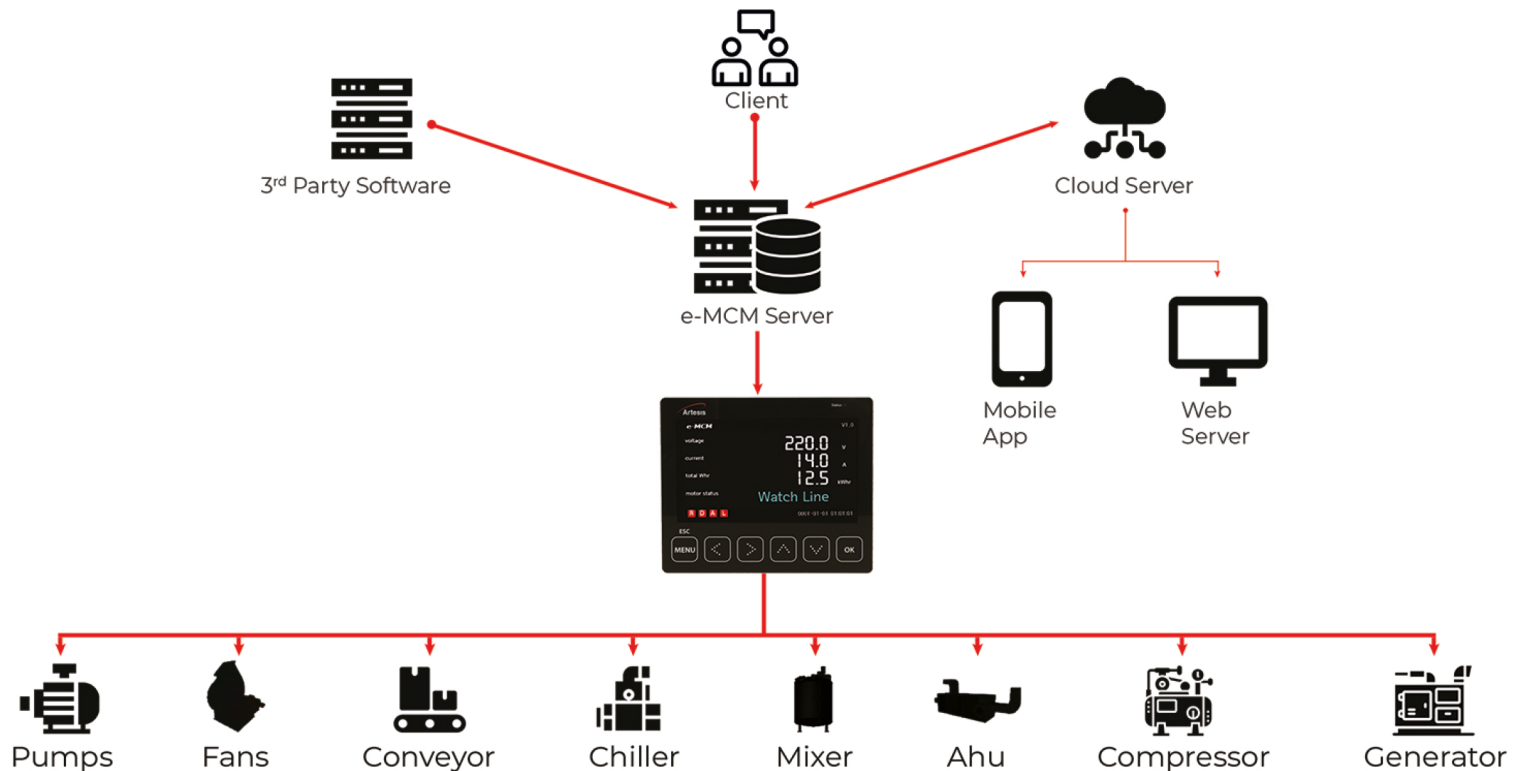 Client
3rd Party Software
Cloud Server
e-MCM Server
Mobile
App
Web
Server
Artesis
e-MCM
V1.0
voltage 220.0 V
current 14.0 A
total Whr 12.5 kWhr
motor status Watch Line
R D A L
ESC
MENU
OK
Pumps
Fans
Conveyor
Chiller
Mixer
Ahu
Compressor
Generator